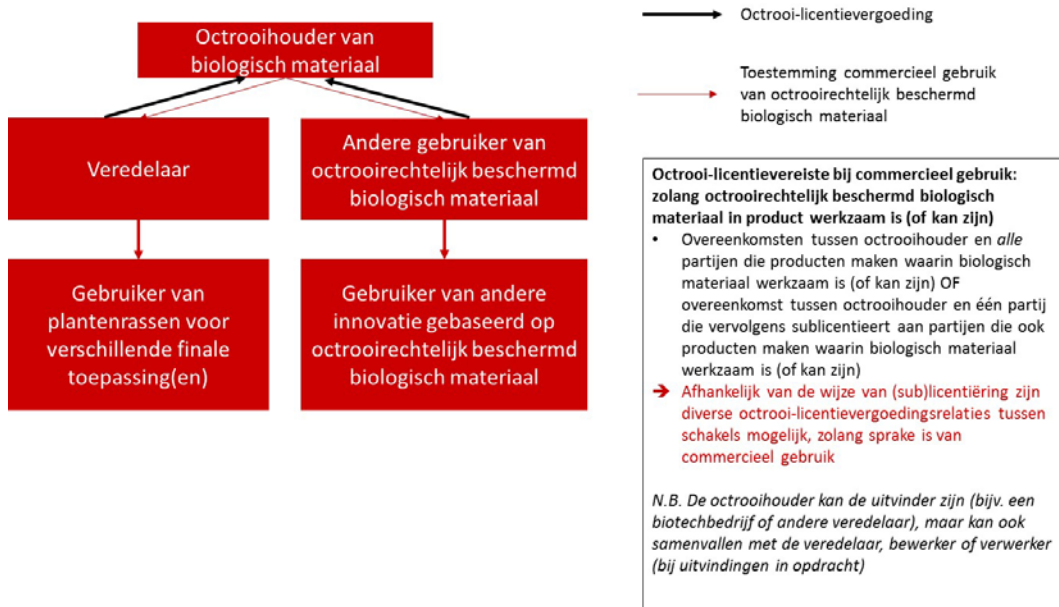 Octrooihouder van
biologisch materiaal
Veredelaar
Andere gebruiker van
octrooirechtelijk beschermd
biologisch materiaal
Gebruiker van
plantenrassen voor
verschillende finale
toepassing(en)
Gebruiker van andere
innovatie gebaseerd op
octrooirechtelijk beschermd
biologisch materiaal
Octrooi-licentievergoeding
Toestemming commercieel gebruik
van octrooirechtelijk beschermd
biologisch materiaal
Octrooi-licentievereiste bij commercieel gebruik:
zolang octrooirechtelijk beschermd biologisch
materiaal in product werkzaam is (of kan zijn)
• Overeenkomsten tussen octrooihouder en alle
partijen die producten maken waarin biologisch
materiaal werkzaam is (of kan zijn) OF
overeenkomst tussen octrooihouder en één partij
die vervolgens sublicentieert aan partijen die ook
producten maken waarin biologisch materiaal
werkzaam is (of kan zijn)
➔ Afhankelijk van de wijze van (sub)licentiëring zijn
diverse octrooi-licentievergoedingsrelaties tussen
schakels mogelijk, zolang sprake is van
commercieel gebruik
N.B. De octrooihouder kan de uitvinder zijn (bijv. een
biotechbedrijf of andere veredelaar), maar kan ook
samenvallen met de veredelaar, bewerker of verwerker
(bij uitvindingen in opdracht)